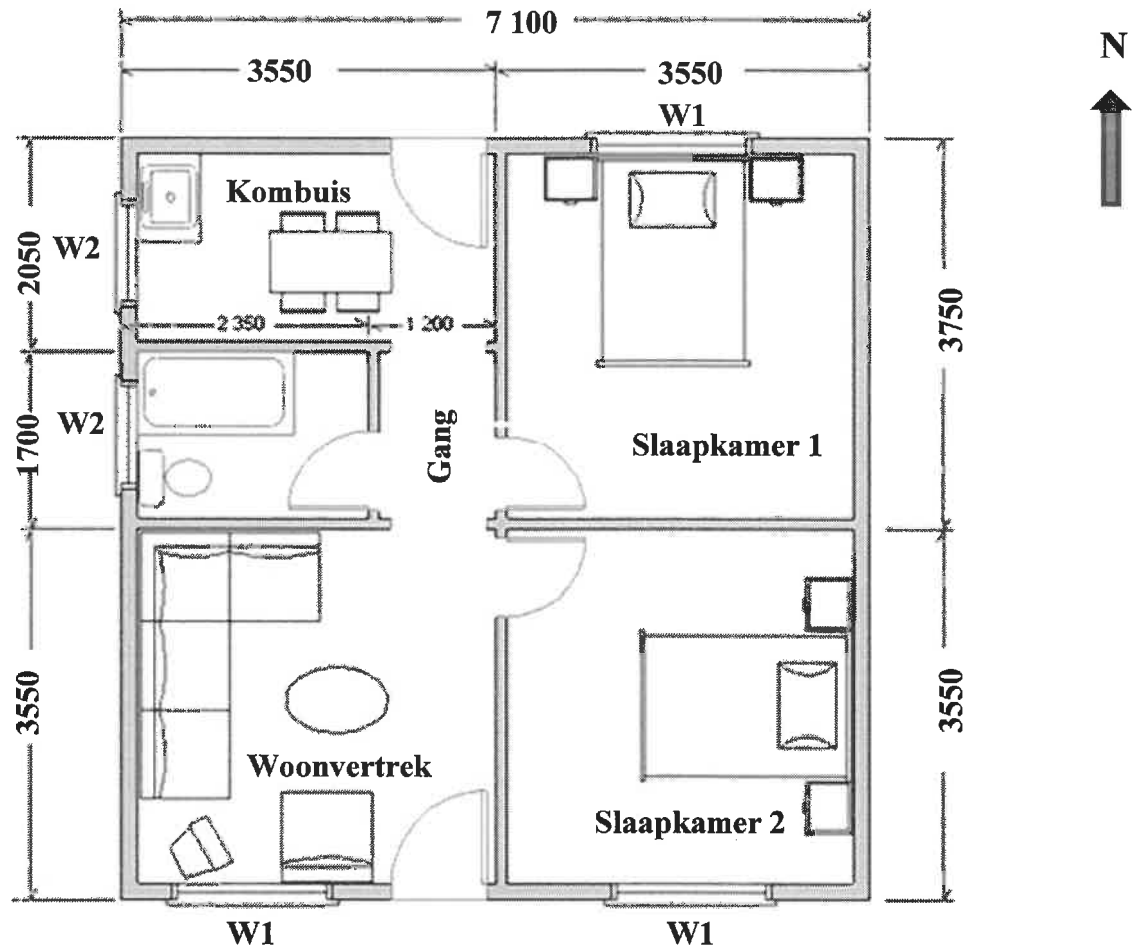 7 100
3550
3550
N
W1
Kombuis
W2
2050
2 350
1 200
3750
W2
1700
Gang
Slaapkamer 1
3550
3550
Woonvertrek
Slaapkamer 2
W1
W1